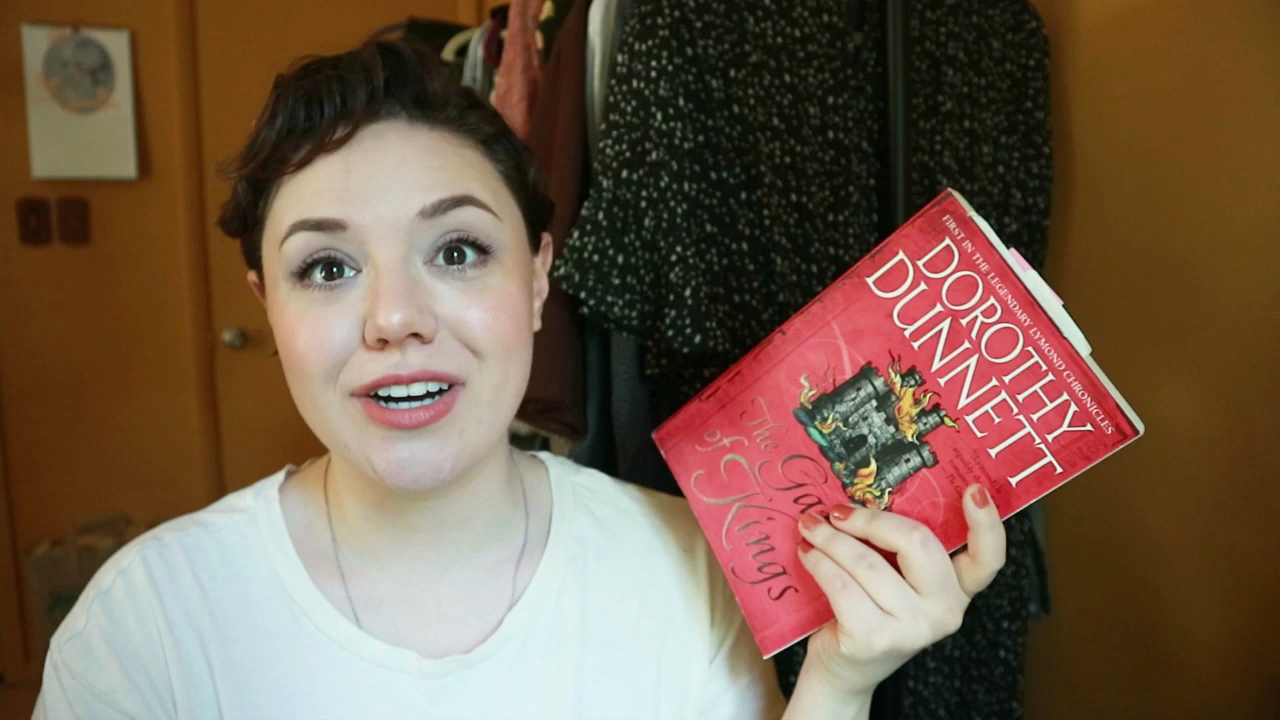 FIRST IN THE LEGENDARY LYMOND CHRONICLES
DOROTHY
DUNNETT
The Ga
of Kings